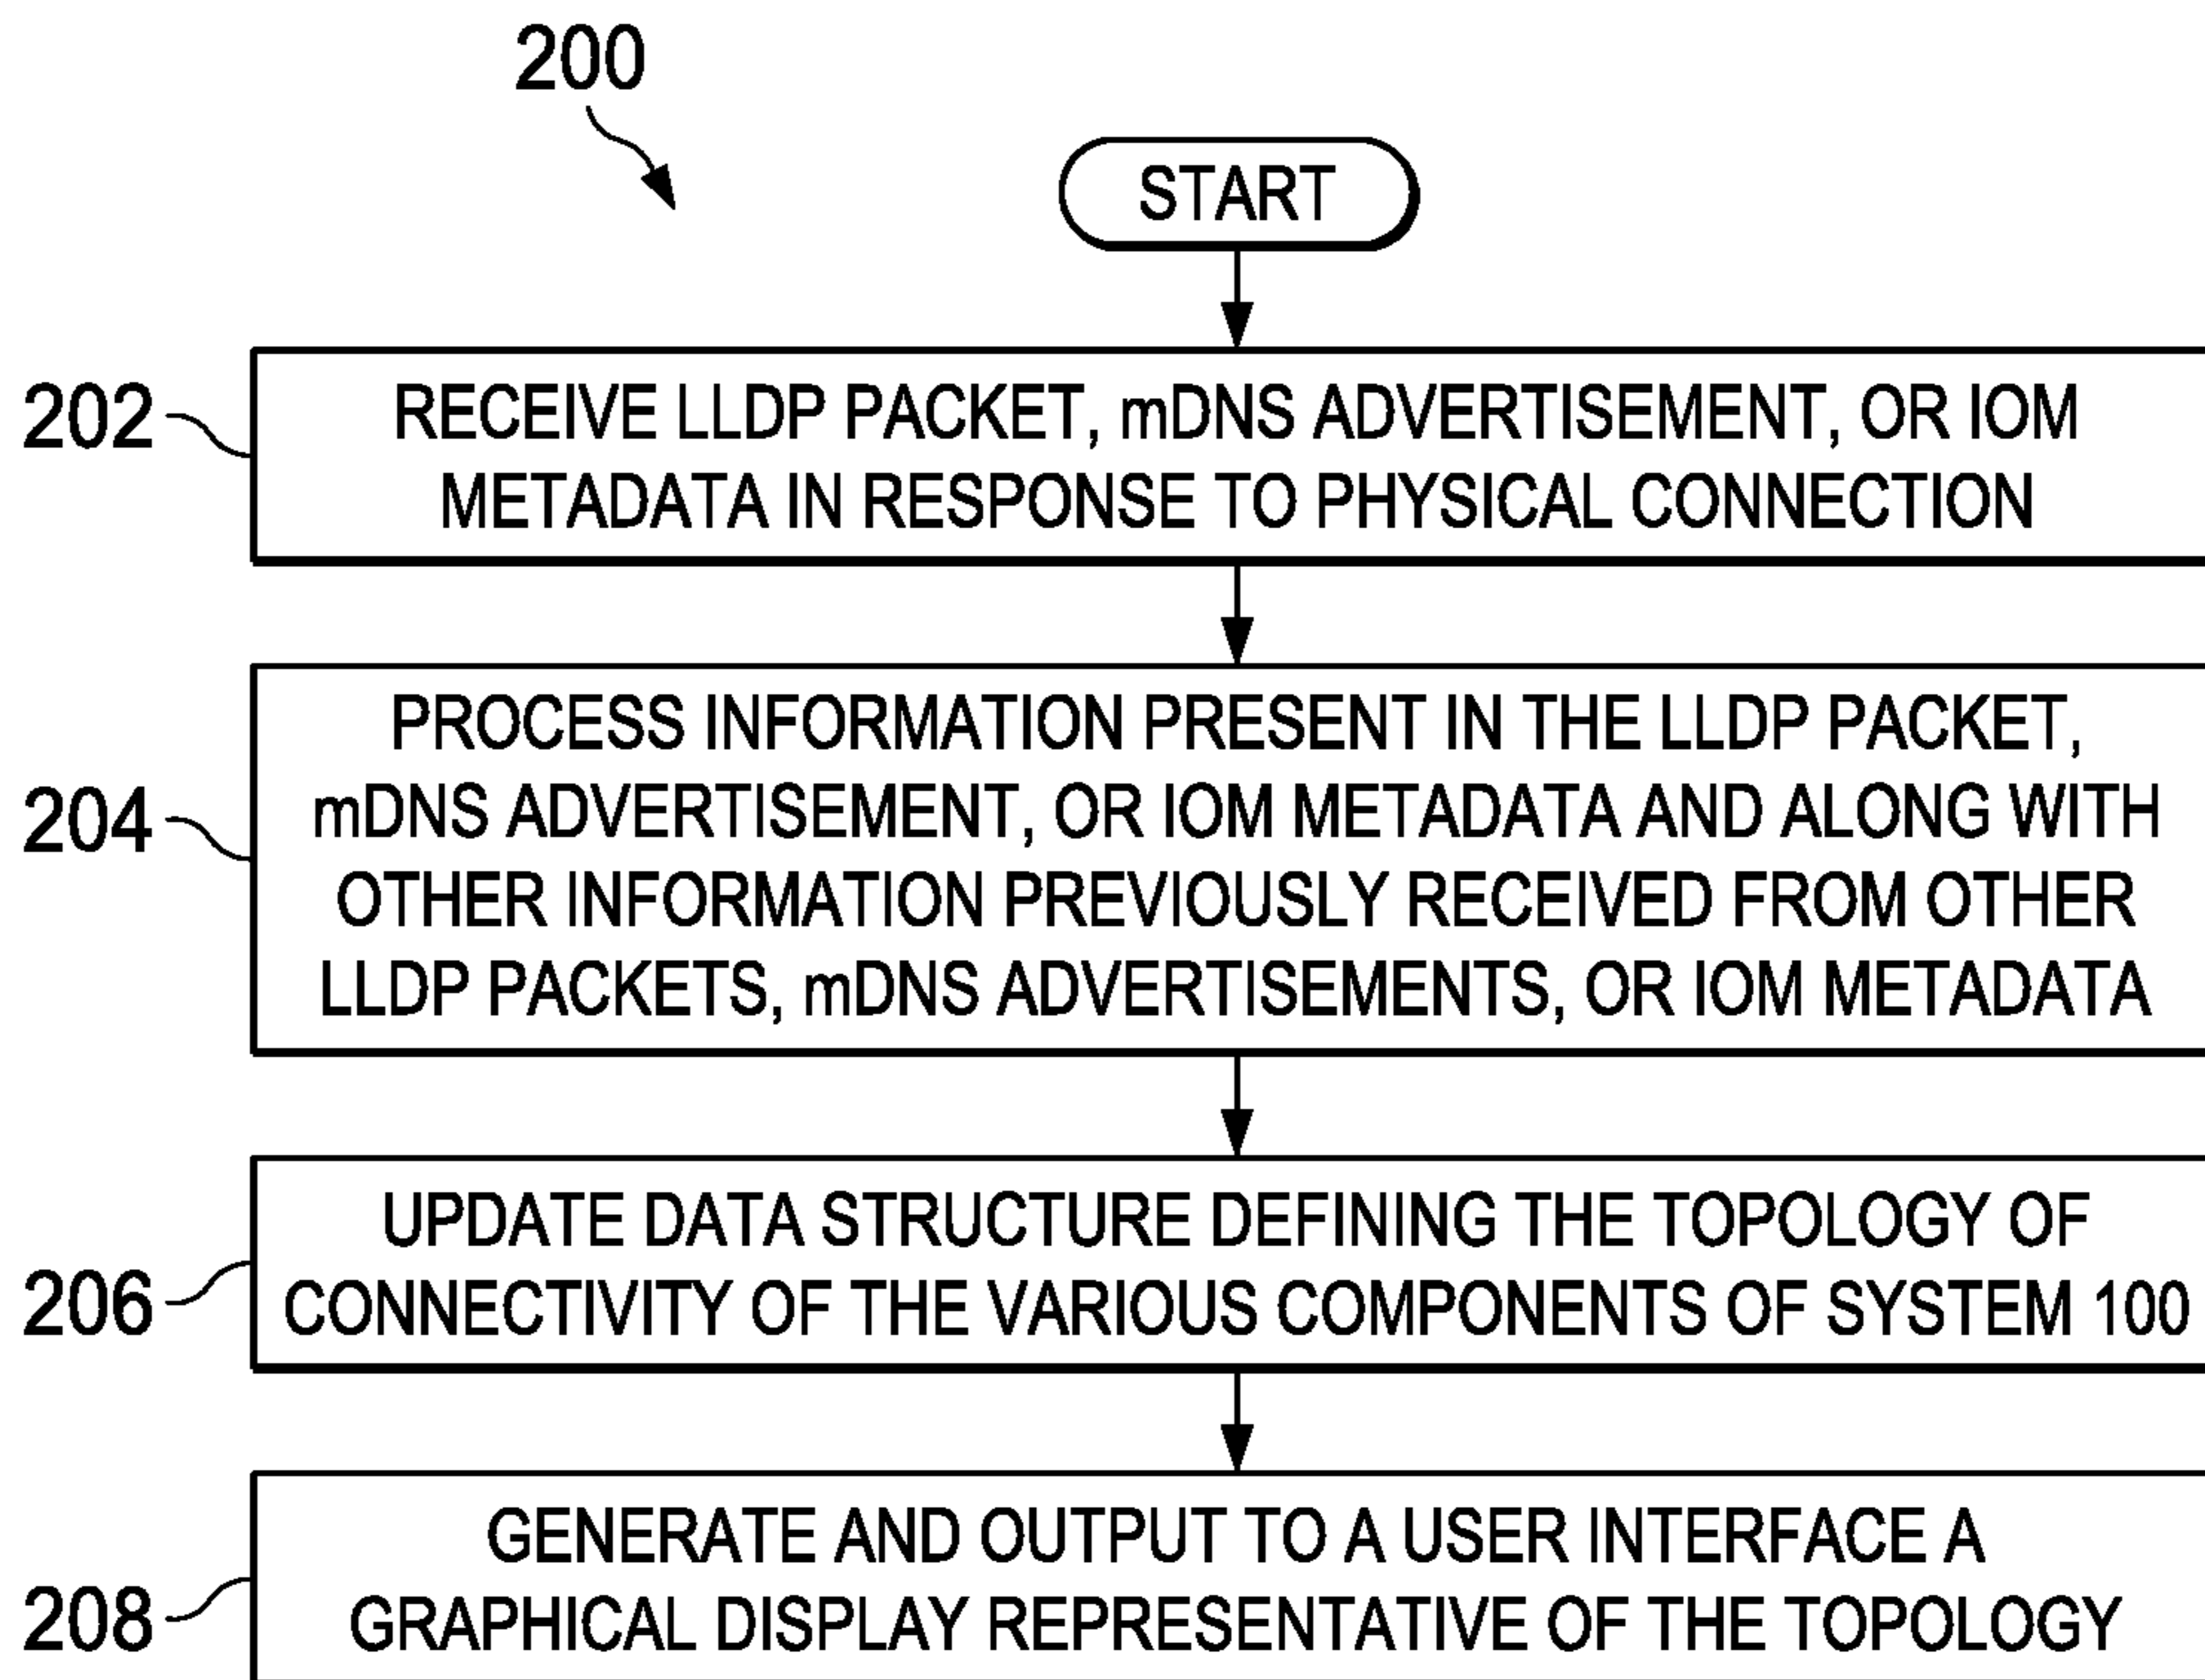 200
START
202
RECEIVE LLDP PACKET, mDNS ADVERTISEMENT, OR IOM
METADATA IN RESPONSE TO PHYSICAL CONNECTION
204
PROCESS INFORMATION PRESENT IN THE LLDP PACKET,
mDNS ADVERTISEMENT, OR IOM METADATA AND ALONG WITH
OTHER INFORMATION PREVIOUSLY RECEIVED FROM OTHER
LLDP PACKETS, mDNS ADVERTISEMENTS, OR IOM METADATA
206
UPDATE DATA STRUCTURE DEFINING THE TOPOLOGY OF
CONNECTIVITY OF THE VARIOUS COMPONENTS OF SYSTEM 100
208
GENERATE AND OUTPUT TO A USER INTERFACE A
GRAPHICAL DISPLAY REPRESENTATIVE OF THE TOPOLOGY